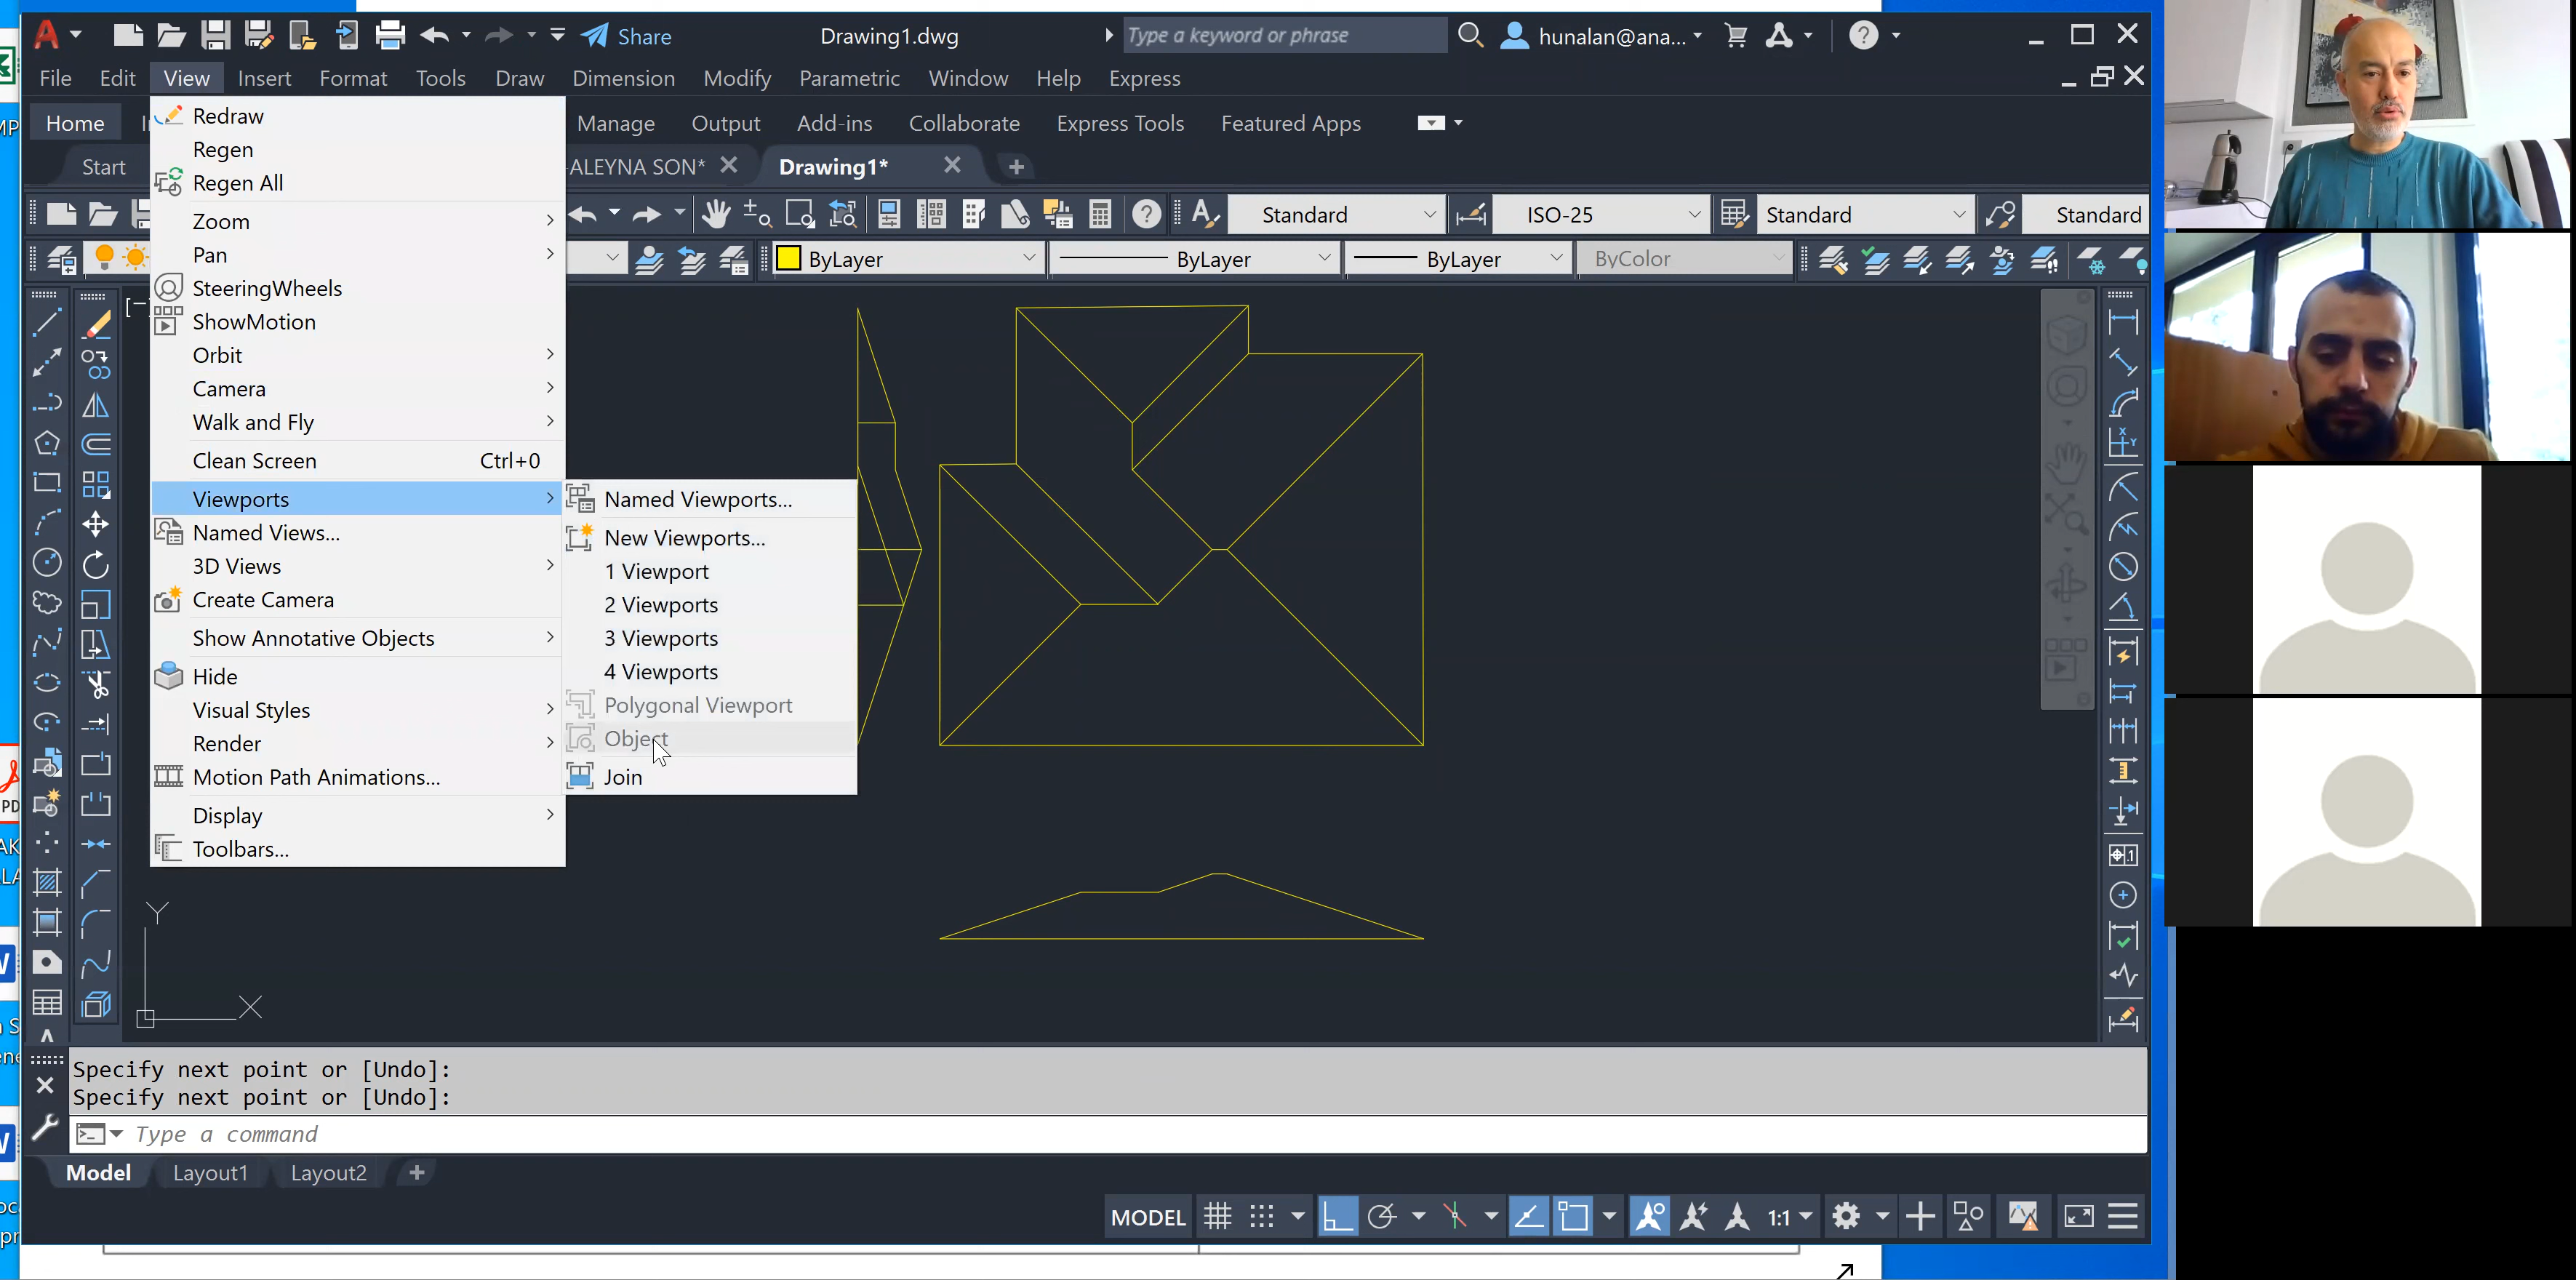 Share
Drawing1.dwg
Type a keyword or phrase
hunalan@ana...
File Edit View Insert Format Tools Draw Dimension Modify Parametric Window Help Express
Home Manage Output Add-ins Collaborate Express Tools Featured Apps
Start
-ALEYNA SON*
Drawing1*
Standard
ISO-25
Standard
Standard
ByLayer
ByLayer
ByLayer
ByColor
Redraw
Regen
Regen All
Zoom
Pan
SteeringWheels
ShowMotion
Orbit
Camera
Walk and Fly
Clean Screen Ctrl+0
Viewports
Named Views...
3D Views
Create Camera
Show Annotative Objects
Hide
Visual Styles
Render
Motion Path Animations...
Display
Toolbars...
Named Viewports...
New Viewports...
1 Viewport
2 Viewports
3 Viewports
4 Viewports
Polygonal Viewport
Object
Join
Y
X
Specify next point or [Undo]:
Specify next point or [Undo]:
Type a command
Model Layout1 Layout2
MODEL
1:1